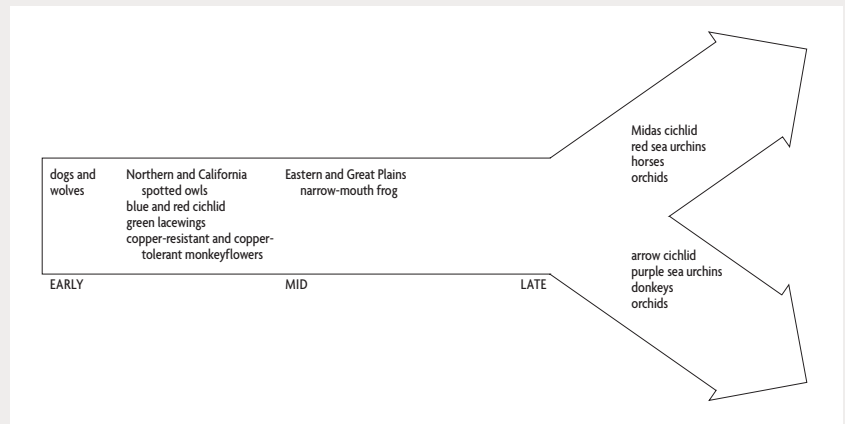 dogs and
wolves
Northern and California
spotted owls
blue and red cichlid
green lacewings
copper-resistant and copper-
tolerant monkeyflowers
Eastern and Great Plains
narrow-mouth frog
EARLY
MID
LATE
Midas cichlid
red sea urchins
horses
orchids
arrow cichlid
purple sea urchins
donkeys
orchids